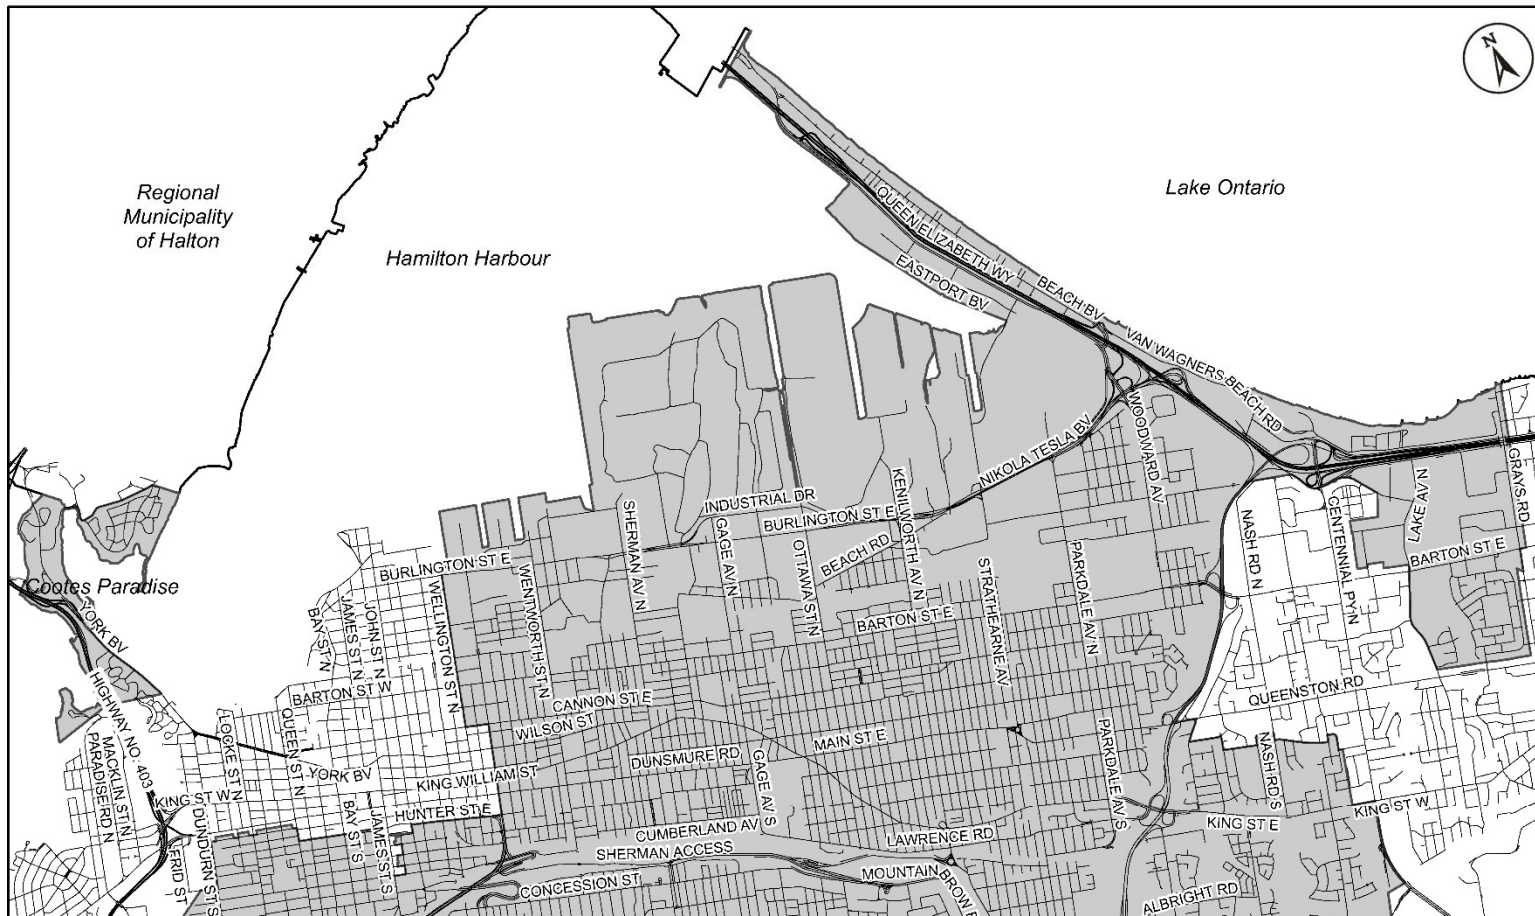 N
Regional
Municipality
of Halton
Lake Ontario
Hamilton Harbour
QUEEN ELIZABETH WY
EASTPORT BV
BEACH BV
VAN WAGNERS BEACH RD
WOODWARD AV
NIKOLA TESLA BV
INDUSTRIAL DR
BURLINGTON ST E
KENILWORTH AV N
SHERMAN AV N
GAGE AV N
OTTAWA ST N
BEACH RD
STRATHEARNE AV
PARKDALE AV N
NASH RD N
CENTENNIAL PY N
LAKE AV N
GRAYS RD
BARTON ST E
Cootes Paradise
YORK BV
BURLINGTON ST E
WENTWORTH ST N
WELLINGTON ST N
JOHN ST N
JAMES ST N
BAY ST N
BARTON ST E
BARTON ST W
CANNON ST E
WILSON ST
QUEENSTON RD
HIGHWAY NO. 403
MACKLIN ST N
PARADISE RD N
LOCKE ST N
QUEEN ST N
YORK BV
KING WILLIAM ST
DUNSMURE RD
GAGE AV S
MAIN ST E
PARKDALE AV S
NASH RD S
KING ST W
DUNDURN ST S
BAY ST S
JAMES ST S
HUNTER ST E
CUMBERLAND AV
SHERMAN ACCESS
LAWRENCE RD
KING ST E
KING ST W
FRID ST
CONCESSION ST
MOUNTAIN BROW
ALBRIGHT RD